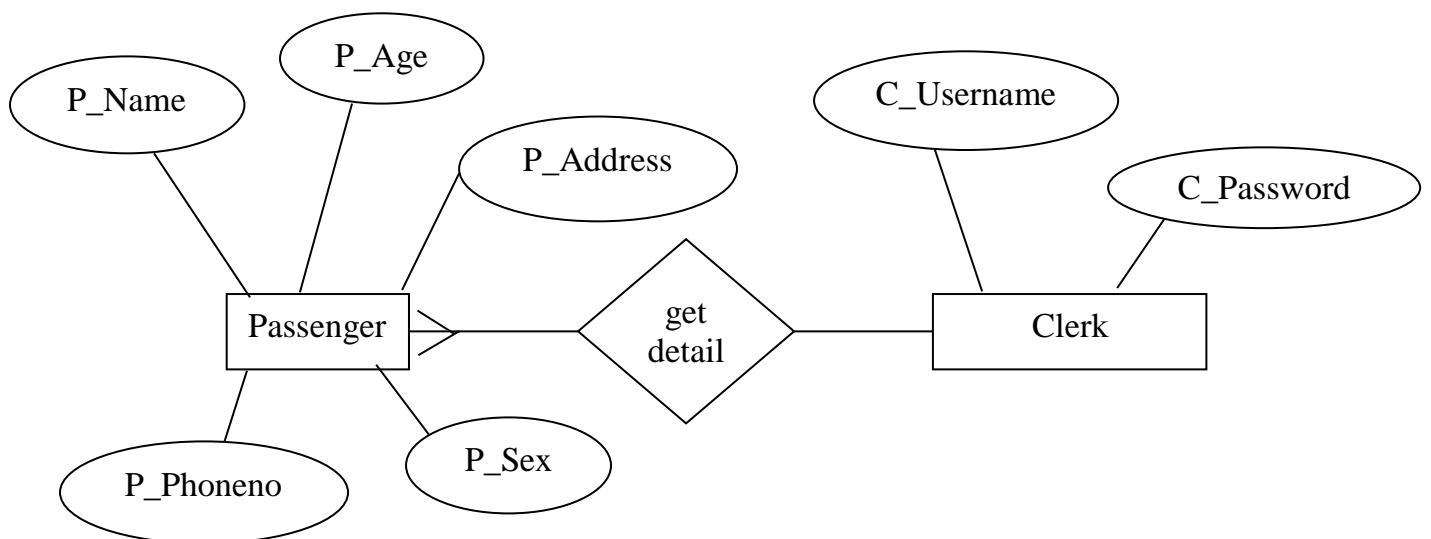 P_Age
P_Name
C_Username
P_Address
C_Password
Passenger
get
detail
Clerk
P_Sex
P_Phoneno